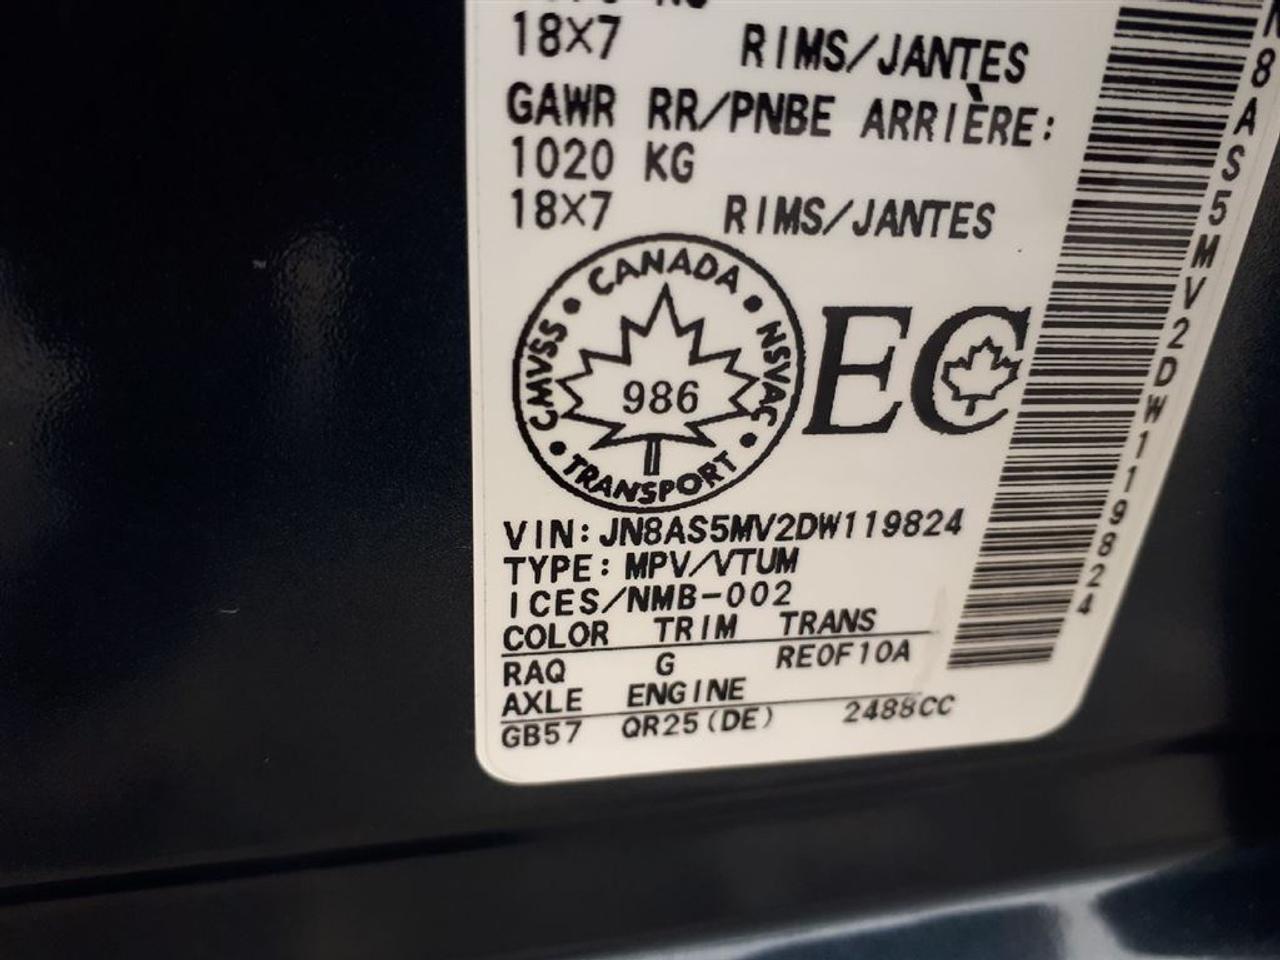 18X7 RIMS/JANTES
GAWR RR/PNBE ARRIÈRE:
1020 KG
18X7 RIMS/JANTES
CANADA
CMVSS
NSVAC
986
TRANSPORT
EC
VIN: JN8AS5MV2DW119824
TYPE: MPV/VTUM
ICES/NMB-002
COLOR TRIM TRANS
RAQ G RE0F10A
AXLE ENGINE
GB57 QR25(DE) 2488CC
N8AS5MV2DW119824